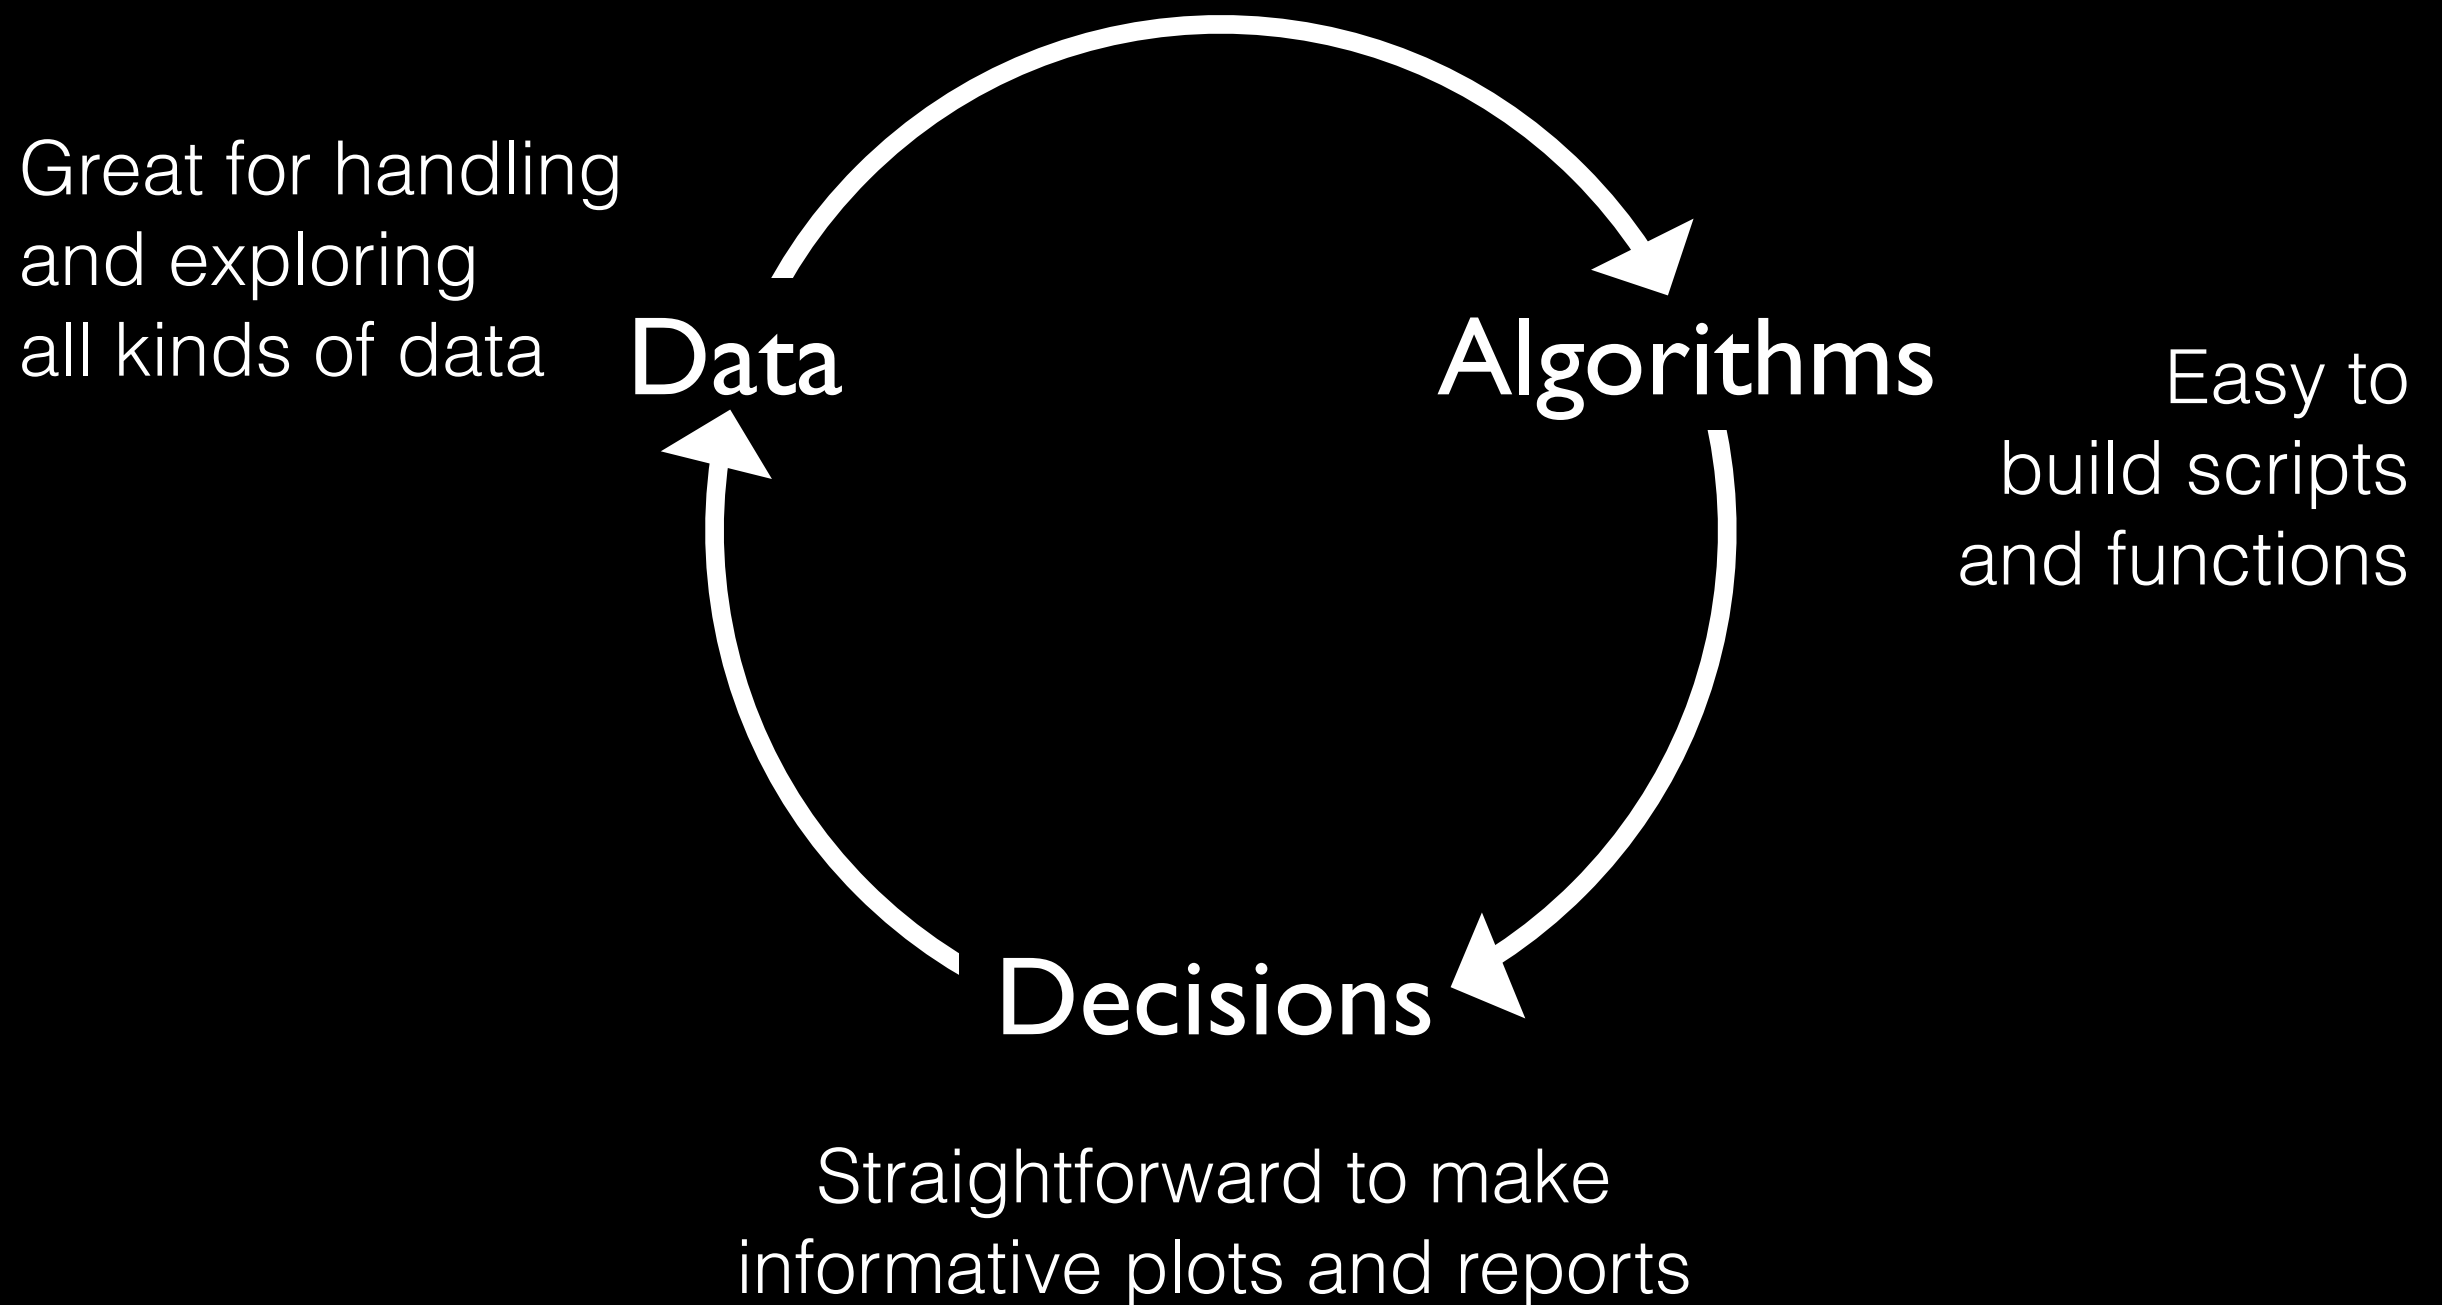 Great for handling
and exploring
all kinds of data
Data
Algorithms
Easy to
build scripts
and functions
Decisions
Straightforward to make
informative plots and reports